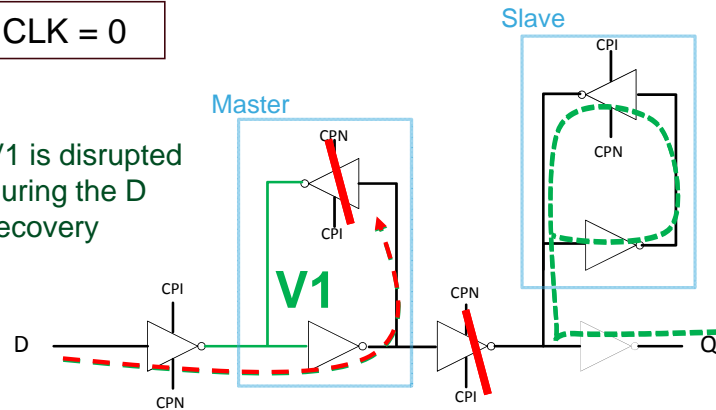 CLK = 0
Slave
CPI
CPN
Master
CPN
CPI
V1 is disrupted
uring the D
ecovery
V1
CPI
CPN
CPN
CPI
D
Q